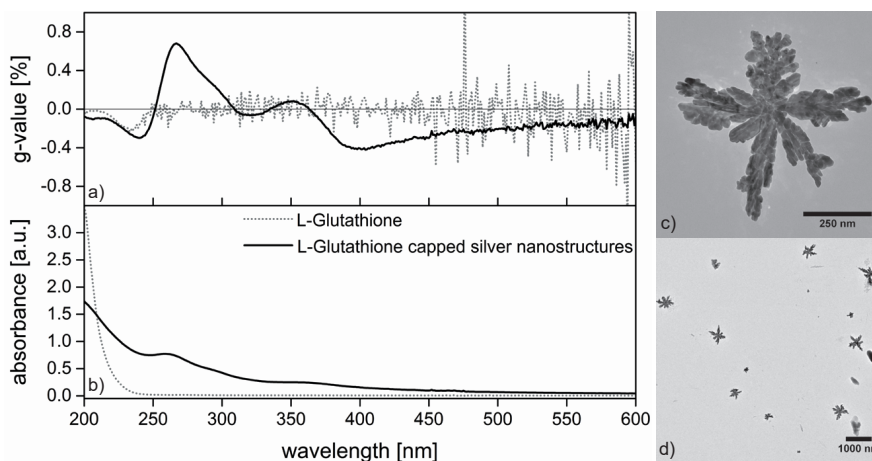 g-value [%]
0.8
0.4
0.0
-0.4
-0.8
a)
absorbance [a.u.]
3.0
2.5
2.0
1.5
1.0
0.5
0.0
b)
L-Glutathione
L-Glutathione capped silver nanostructures
200 250 300 350 400 450 500 550 600
wavelength [nm]
c)
250 nm
d)
1000 nm